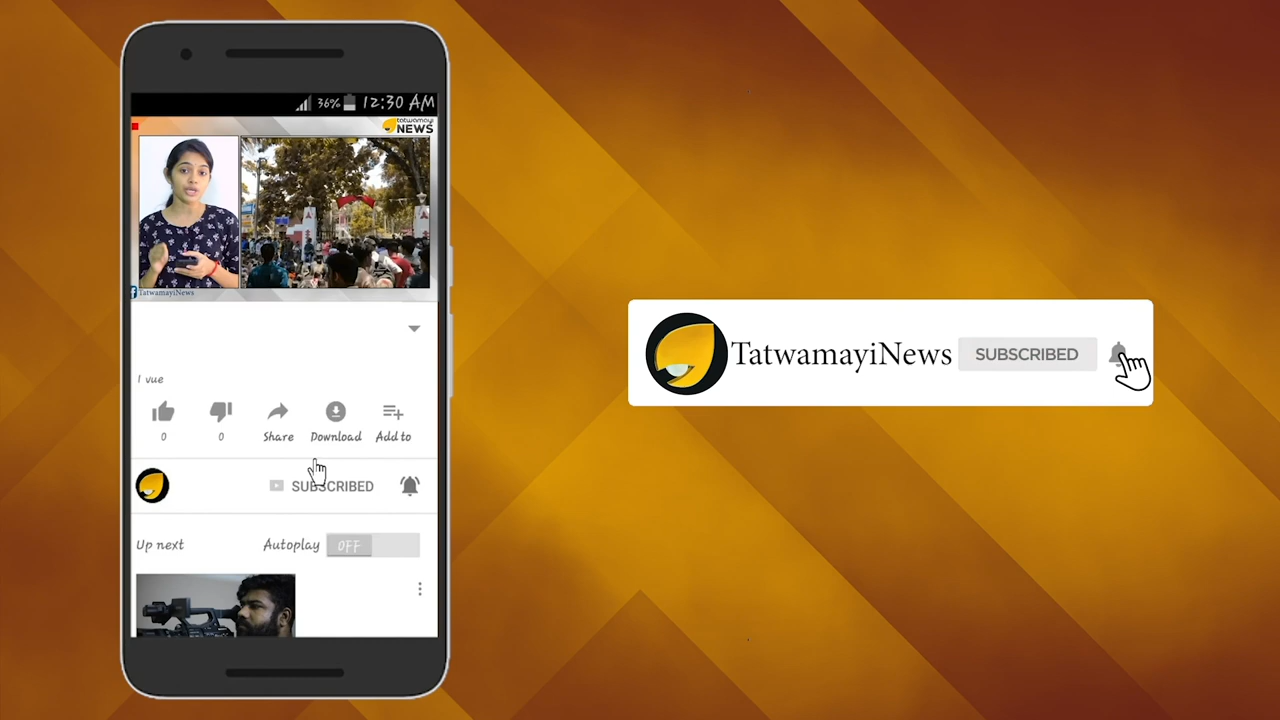 36% 12:30 AM
tatwamayi
NEWS
TatwamayiNews
1 vue
0
0
Share
Download
Add to
SUBSCRIBED
Up next
Autoplay
OFF
TatwamayiNews
SUBSCRIBED